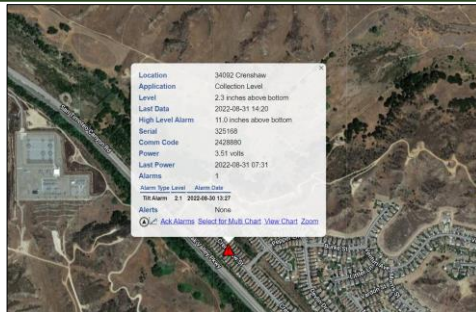 Location 34092 Crenshaw
Application Collection Level
Level 2.3 inches above bottom
Last Data 2022-08-31 14:20
High Level Alarm 11.0 inches above bottom
Serial 325168
Comm Code 2428880
Power 3.51 volts
Last Power 2022-08-31 07:31
Alarms 1
Alarm Type Level Alarm Date
Tilt Alarm 2.1 2022-08-30 13:27
Alerts None
A Ack Alarms Select for Multi Chart View Chart Zoom